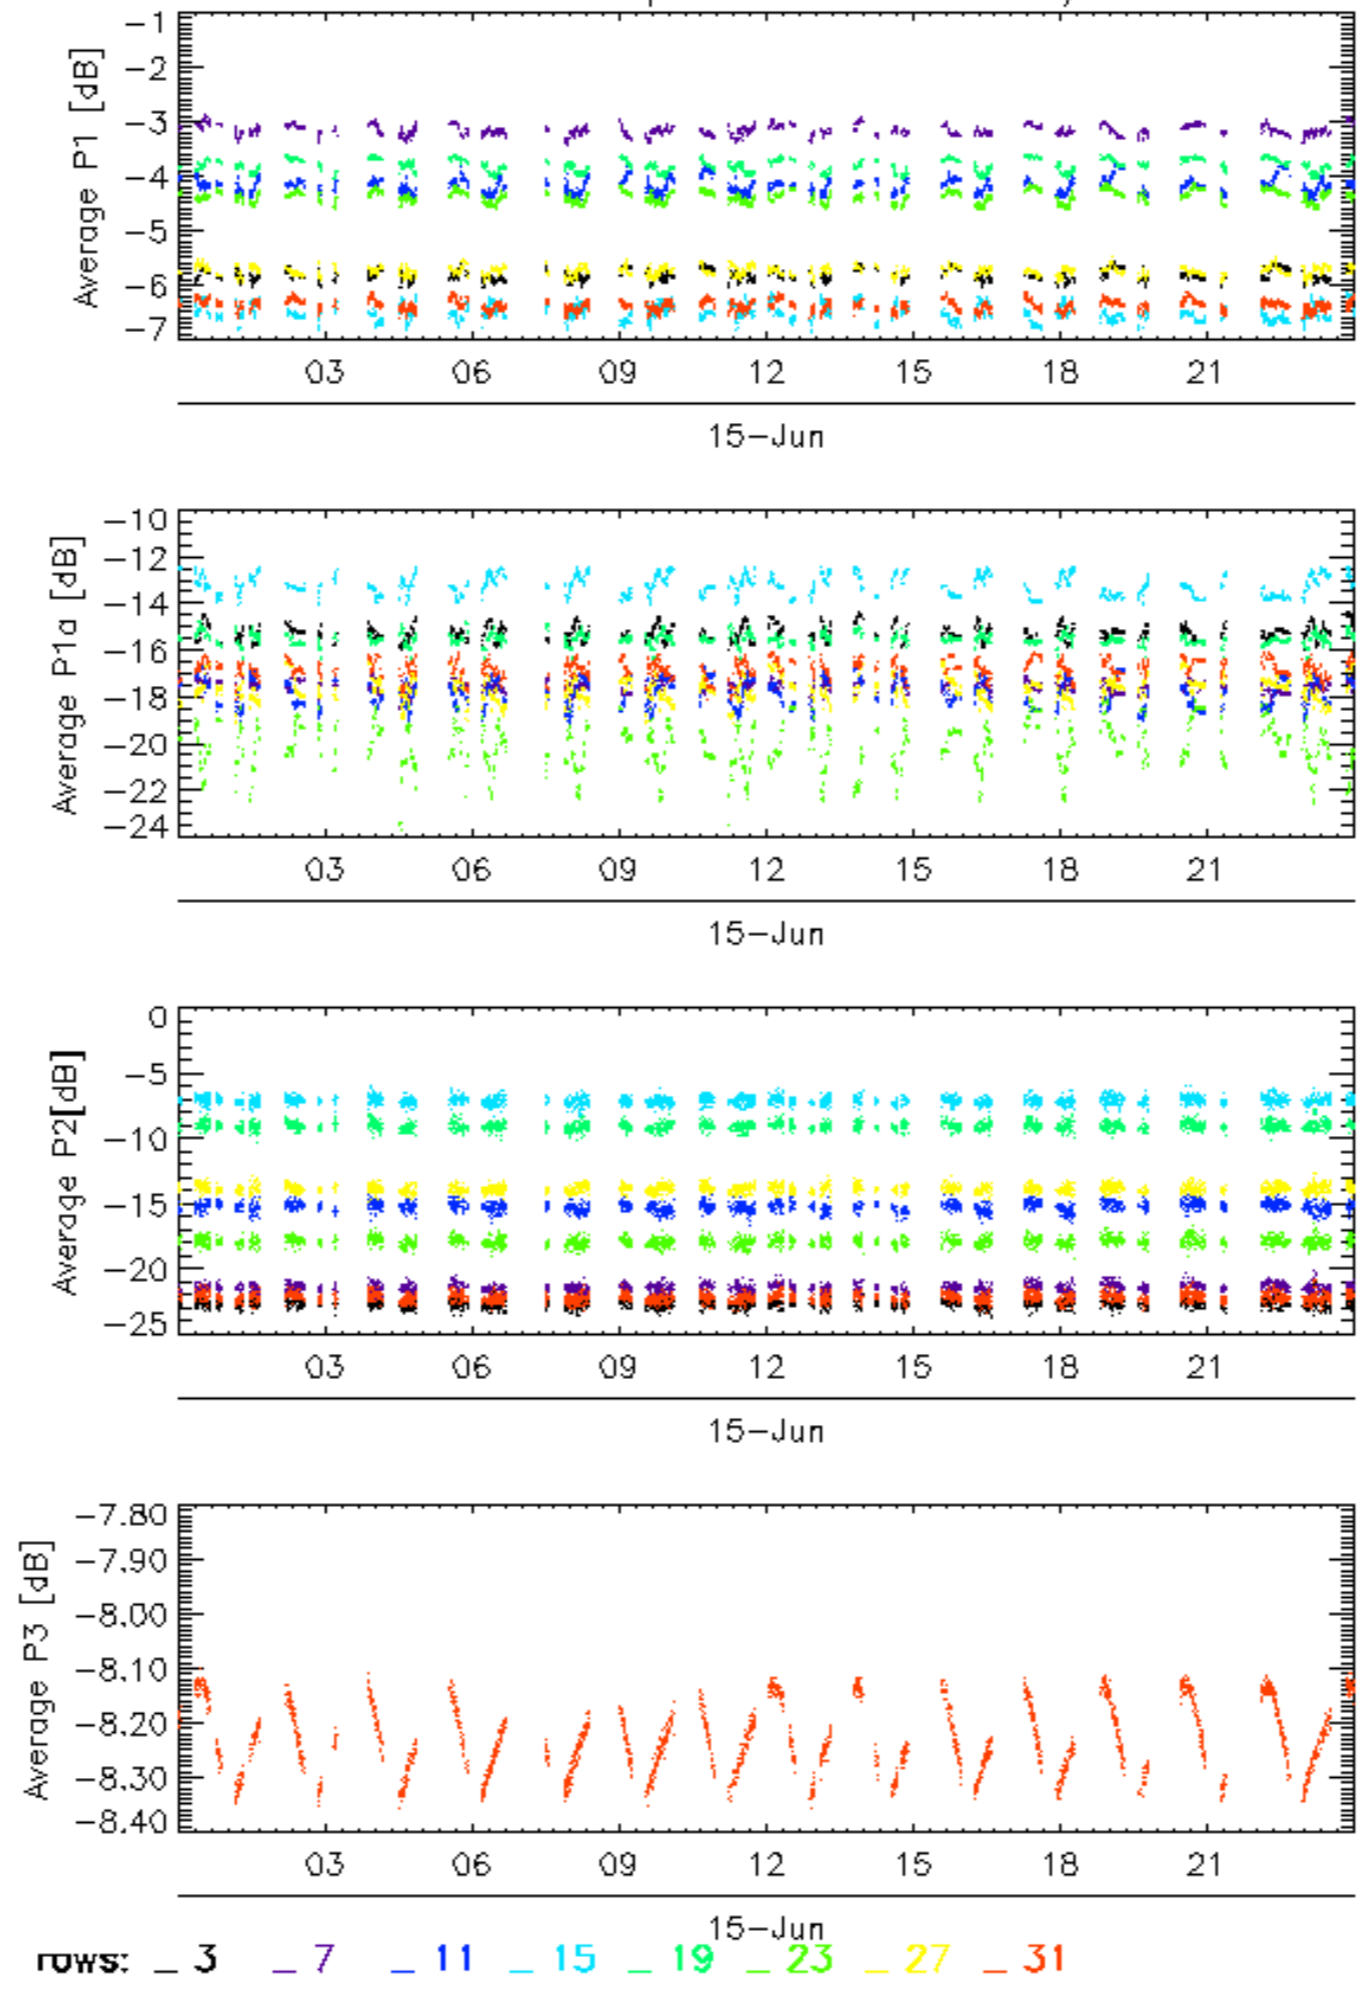 Average P1 [dB]
-1
-2
-3
-4
-5
-6
-7
03 06 09 12 15 18 21
15-Jun
Average P1a [dB]
-10
-12
-14
-16
-18
-20
-22
-24
03 06 09 12 15 18 21
15-Jun
Average P2[dB]
0
-5
-10
-15
-20
-25
03 06 09 12 15 18 21
15-Jun
Average P3 [dB]
-7.80
-7.90
-8.00
-8.10
-8.20
-8.30
-8.40
03 06 09 12 15 18 21
15-Jun
rows: _ 3 _ 7 _ 11 _ 15 _ 19 _ 23 _ 27 _ 31